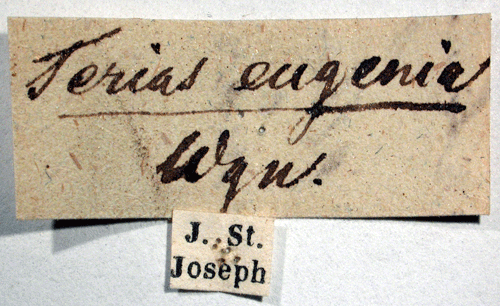 Terias eugenia
Wgn.
J. St.
Joseph